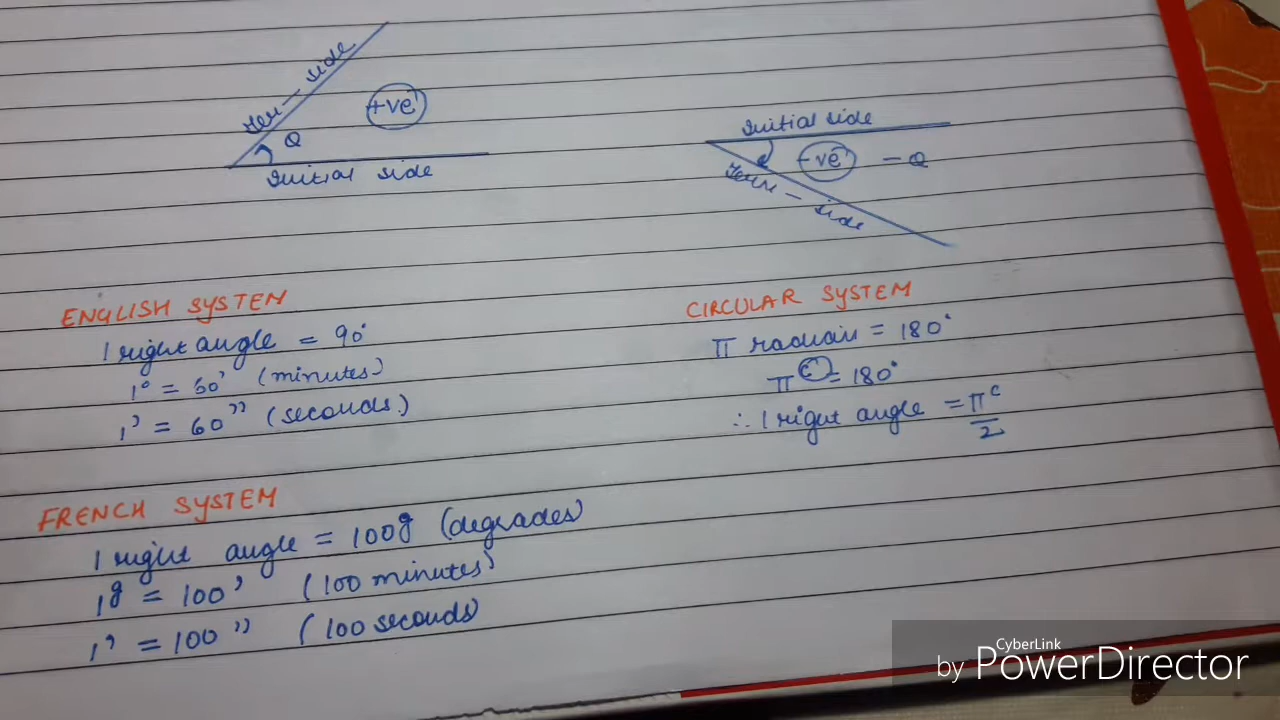 ter - side
+ve
θ
Initial side
Initial side
-ve - θ
ter - side
ENGLISH SYSTEM
1 right angle = 90°
1° = 60' (minutes)
1' = 60'' (seconds)
CIRCULAR SYSTEM
π radian = 180°
π c = 180°
∴ 1 right angle = π^c/2
FRENCH SYSTEM
1 right angle = 100g (degrades)
1g = 100' (100 minutes)
1' = 100'' (100 seconds)
by CyberLink PowerDirector